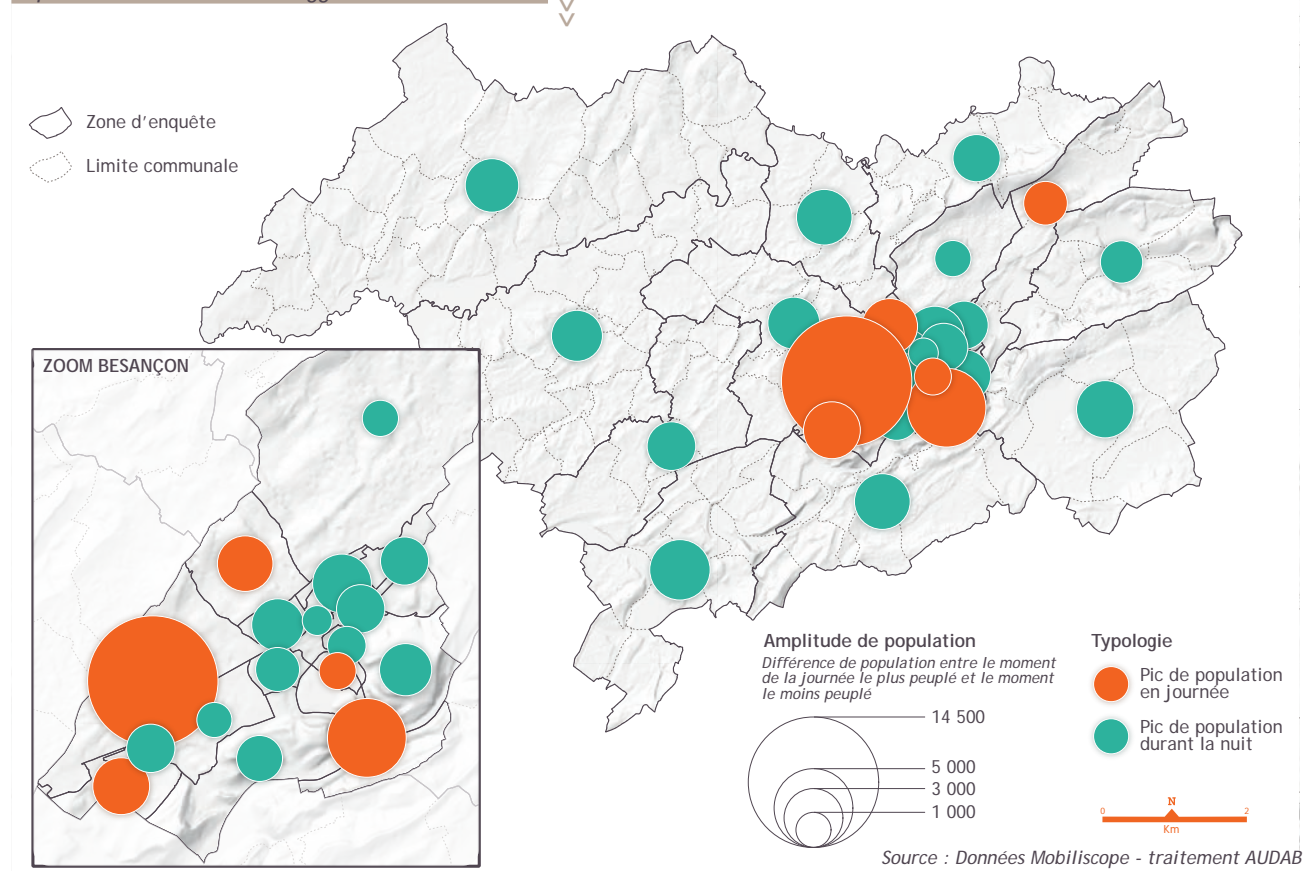 Zone d'enquête
Limite communale
ZOOM BESANÇON
Amplitude de population
Différence de population entre le moment
de la journée le plus peuplé et le moment
le moins peuplé
14 500
5 000
3 000
1 000
Typologie
Pic de population
en journée
Pic de population
durant la nuit
N
0
2
Km
Source : Données Mobiliscope - traitement AUDAB